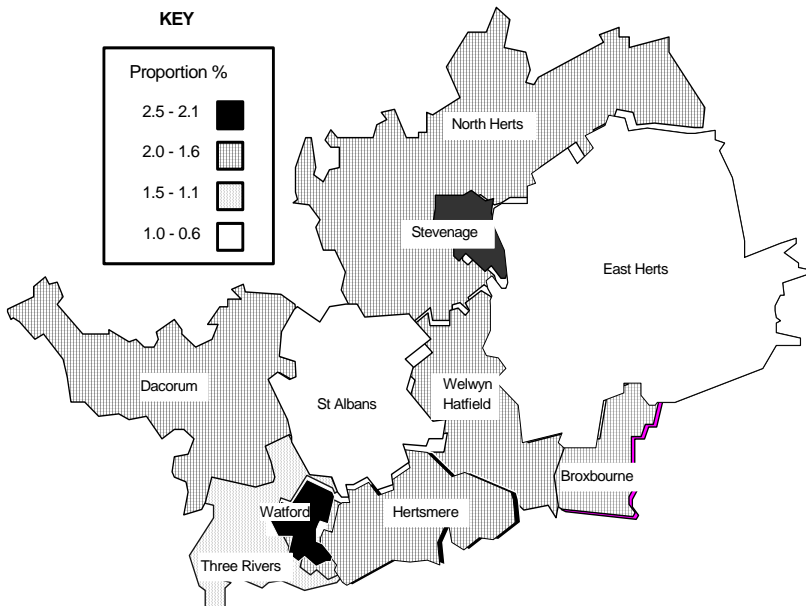 KEY
Proportion %
2.5 - 2.1
2.0 - 1.6
1.5 - 1.1
1.0 - 0.6
North Herts
Stevenage
East Herts
Dacorum
St Albans
Welwyn
Hatfield
Broxbourne
Watford
Hertsmere
Three Rivers